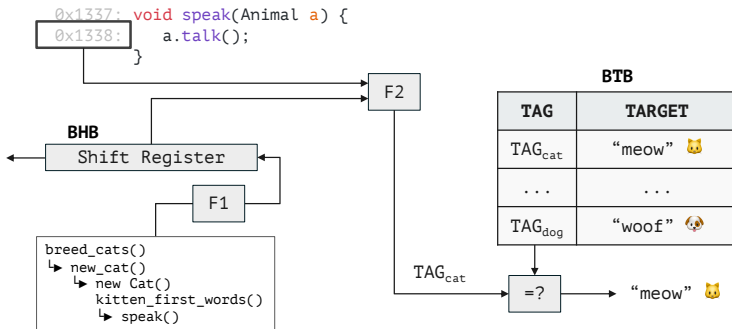 0x1337: void speak(Animal a) {
0x1338: a.talk();
}
F2
BHB
Shift Register
F1
breed_cats()
↳ new_cat()
↳ new Cat()
kitten_first_words()
↳ speak()
BTB
TAG TARGET
TAGcat “meow” 🐱
... ...
TAGdog “woof” 🐶
TAGcat
=?
“meow” 🐱